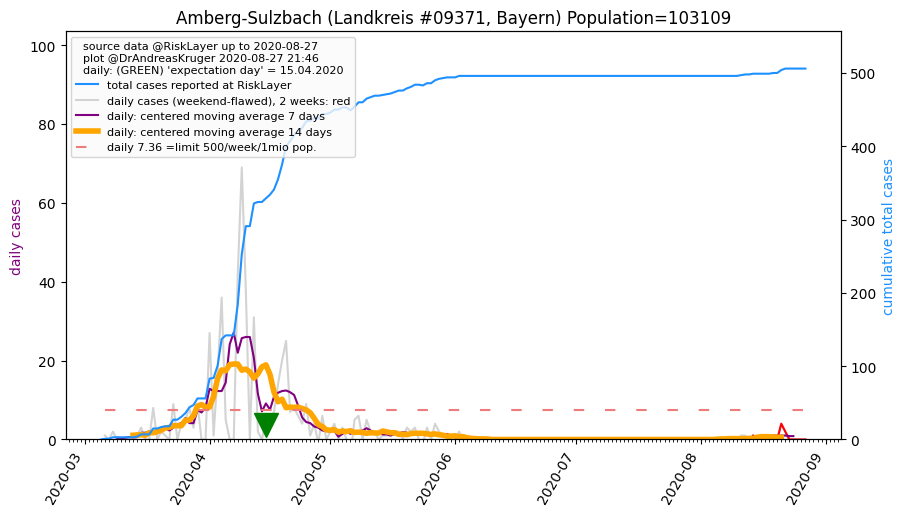 Amberg-Sulzbach (Landkreis #09371, Bayern) Population=103109
source data @RiskLayer up to 2020-08-27
plot @DrAndreasKruger 2020-08-27 21:46
daily: (GREEN) 'expectation day' = 15.04.2020
total cases reported at RiskLayer
daily cases (weekend-flawed), 2 weeks: red
daily: centered moving average 7 days
daily: centered moving average 14 days
daily 7.36 =limit 500/week/1mio pop.
daily cases
100
80
60
40
20
0
500
400
300
200
100
0
cumulative total cases
2020-03
2020-04
2020-05
2020-06
2020-07
2020-08
2020-09